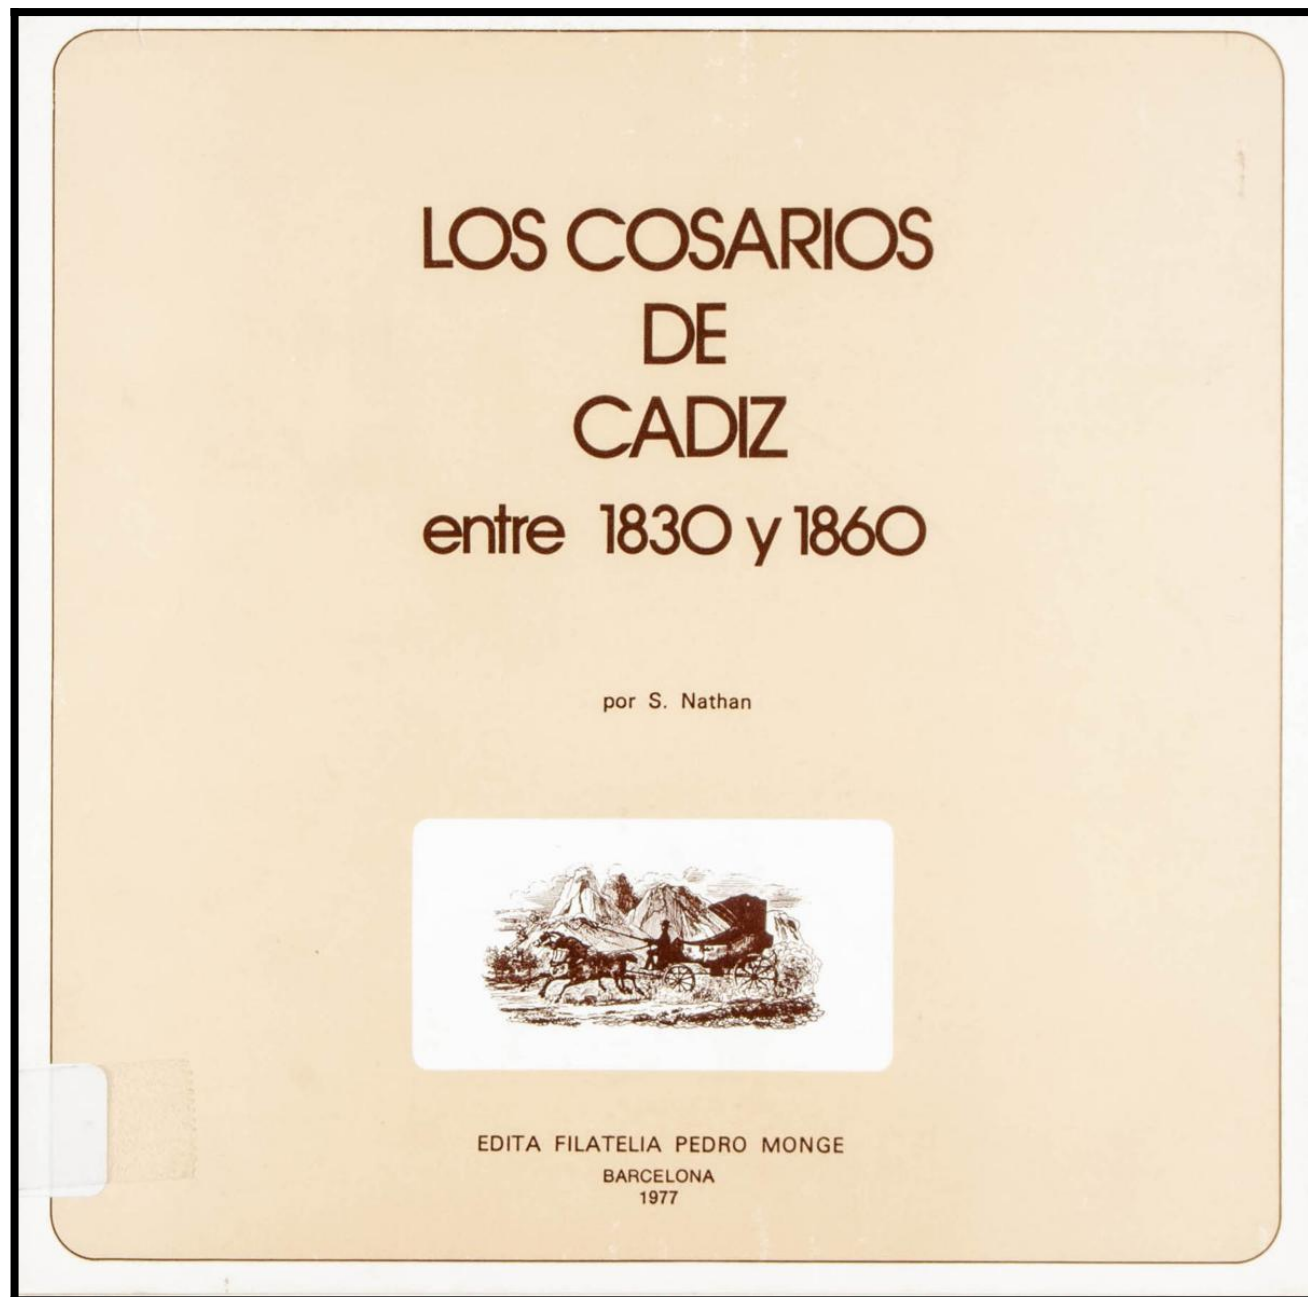 LOS COSARIOS
DE
CADIZ
entre 1830 y 1860
por S. Nathan
EDITA FILATELIA PEDRO MONGE
BARCELONA
1977